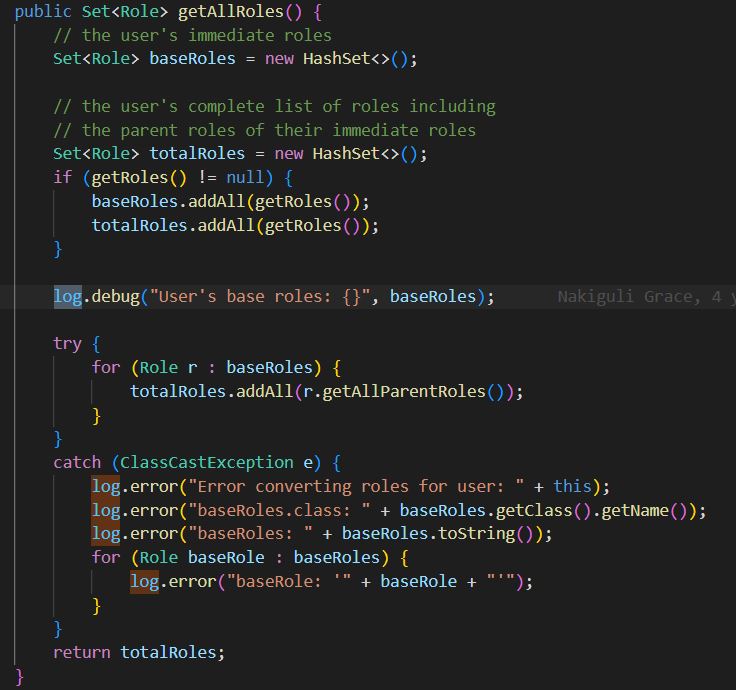 public Set<Role> getAllRoles() {
// the user's immediate roles
Set<Role> baseRoles = new HashSet<>();
// the user's complete list of roles including
// the parent roles of their immediate roles
Set<Role> totalRoles = new HashSet<>();
if (getRoles() != null) {
baseRoles.addAll(getRoles());
totalRoles.addAll(getRoles());
}
log.debug("User's base roles: {}", baseRoles); Nakiguli Grace, 4 y
try {
for (Role r : baseRoles) {
totalRoles.addAll(r.getAllParentRoles());
}
}
catch (ClassCastException e) {
log.error("Error converting roles for user: " + this);
log.error("baseRoles.class: " + baseRoles.getClass().getName());
log.error("baseRoles: " + baseRoles.toString());
for (Role baseRole : baseRoles) {
log.error("baseRole: '" + baseRole + "'");
}
}
return totalRoles;
}